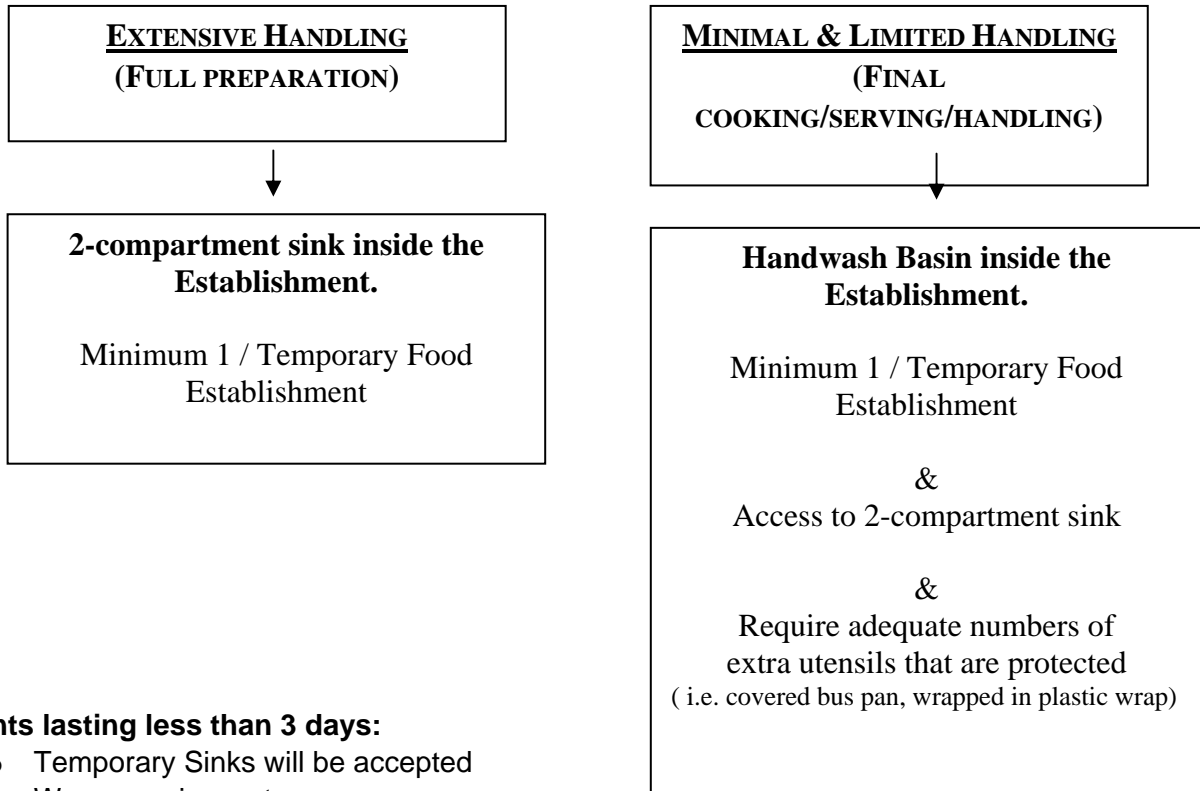 EXTENSIVE HANDLING
(FULL PREPARATION)
2-compartment sink inside the
Establishment.
Minimum 1 / Temporary Food
Establishment
MINIMAL & LIMITED HANDLING
(FINAL
COOKING/SERVING/HANDLING)
Handwash Basin inside the
Establishment.
Minimum 1 / Temporary Food
Establishment
&
Access to 2-compartment sink
&
Require adequate numbers of
extra utensils that are protected
( i.e. covered bus pan, wrapped in plastic wrap)
lasting less than 3 days:
Temporary Sinks will be accepted